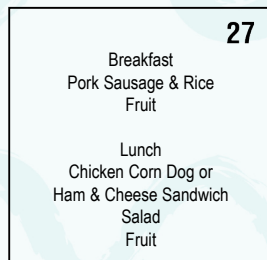 27
Breakfast
Pork Sausage & Rice
Fruit
Lunch
Chicken Corn Dog or
Ham & Cheese Sandwich
Salad
Fruit